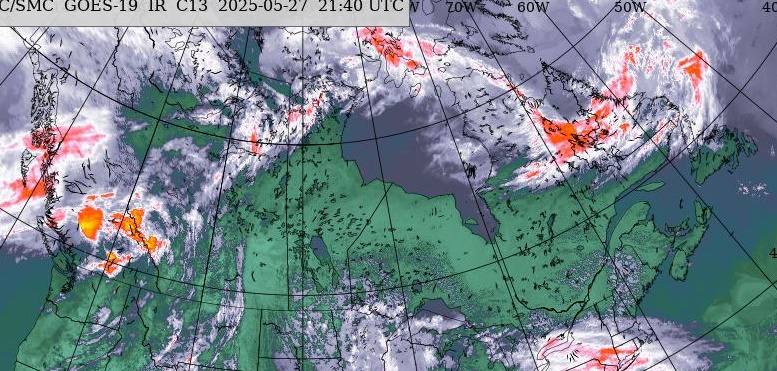 C/SMC GOES-19 IR C13 2025-05-27 21:40 UTC
W 70W 60W 50W 40
4